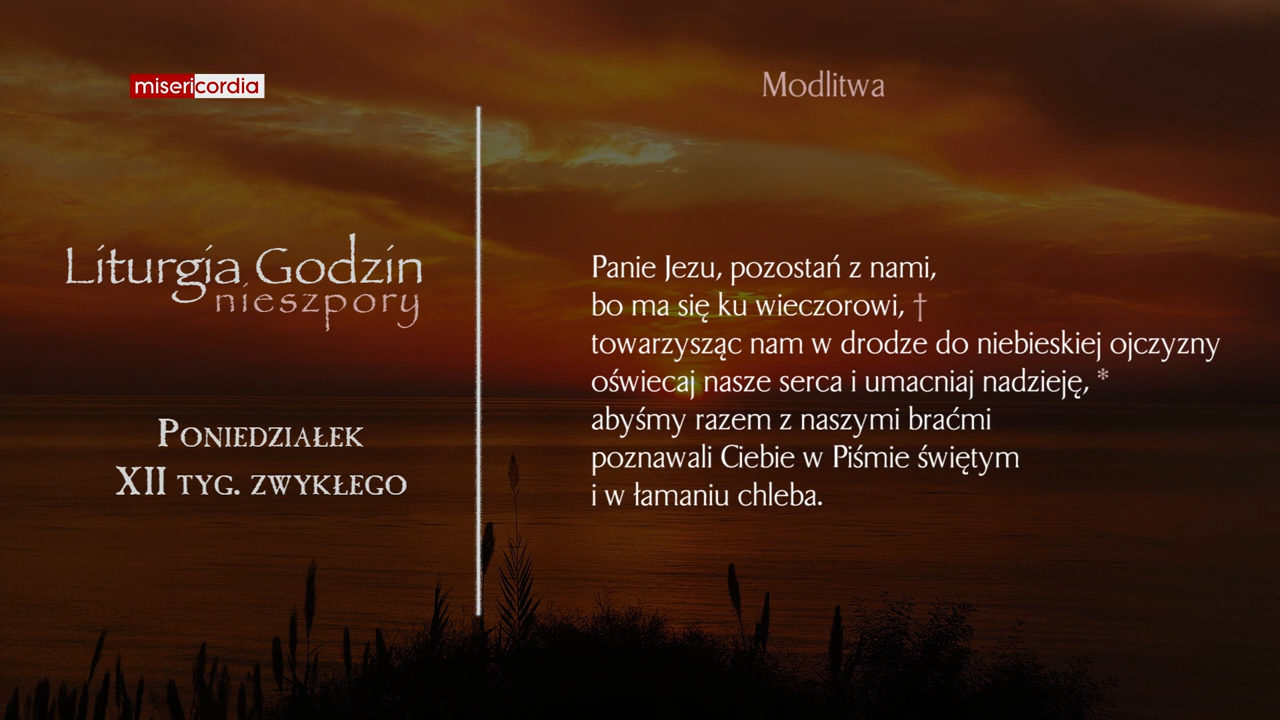 misericordia
Liturgia Godzin
nieszpory
Poniedziałek
XII tyg. zwykłego
Modlitwa
Panie Jezu, pozostań z nami,
bo ma się ku wieczorowi, †
towarzysząc nam w drodze do niebieskiej ojczyzny
oświecaj nasze serca i umacniaj nadzieję, *
abyśmy razem z naszymi braćmi
poznawali Ciebie w Piśmie świętym
i w łamaniu chleba.